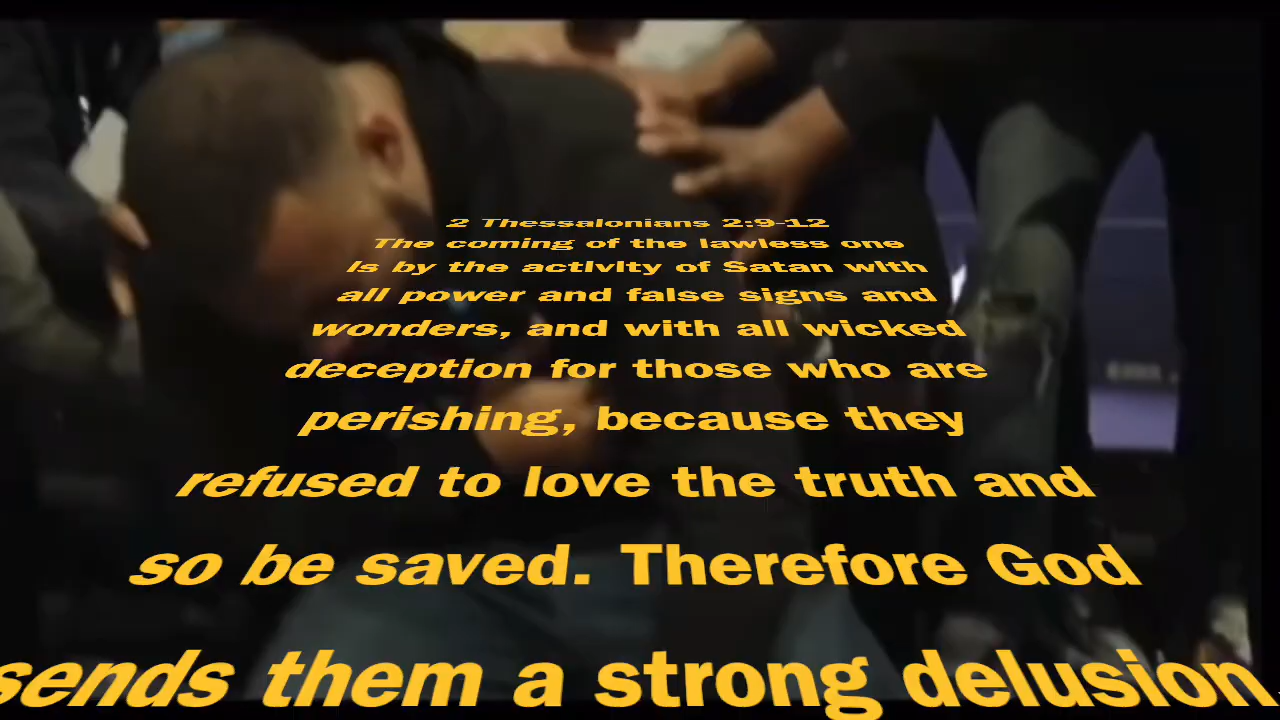 2 Thessalonians 2:9-12
The coming of the lawless one
is by the activity of Satan with
all power and false signs and
wonders, and with all wicked
deception for those who are
perishing, because they
refused to love the truth and
so be saved. Therefore God
sends them a strong delusion,